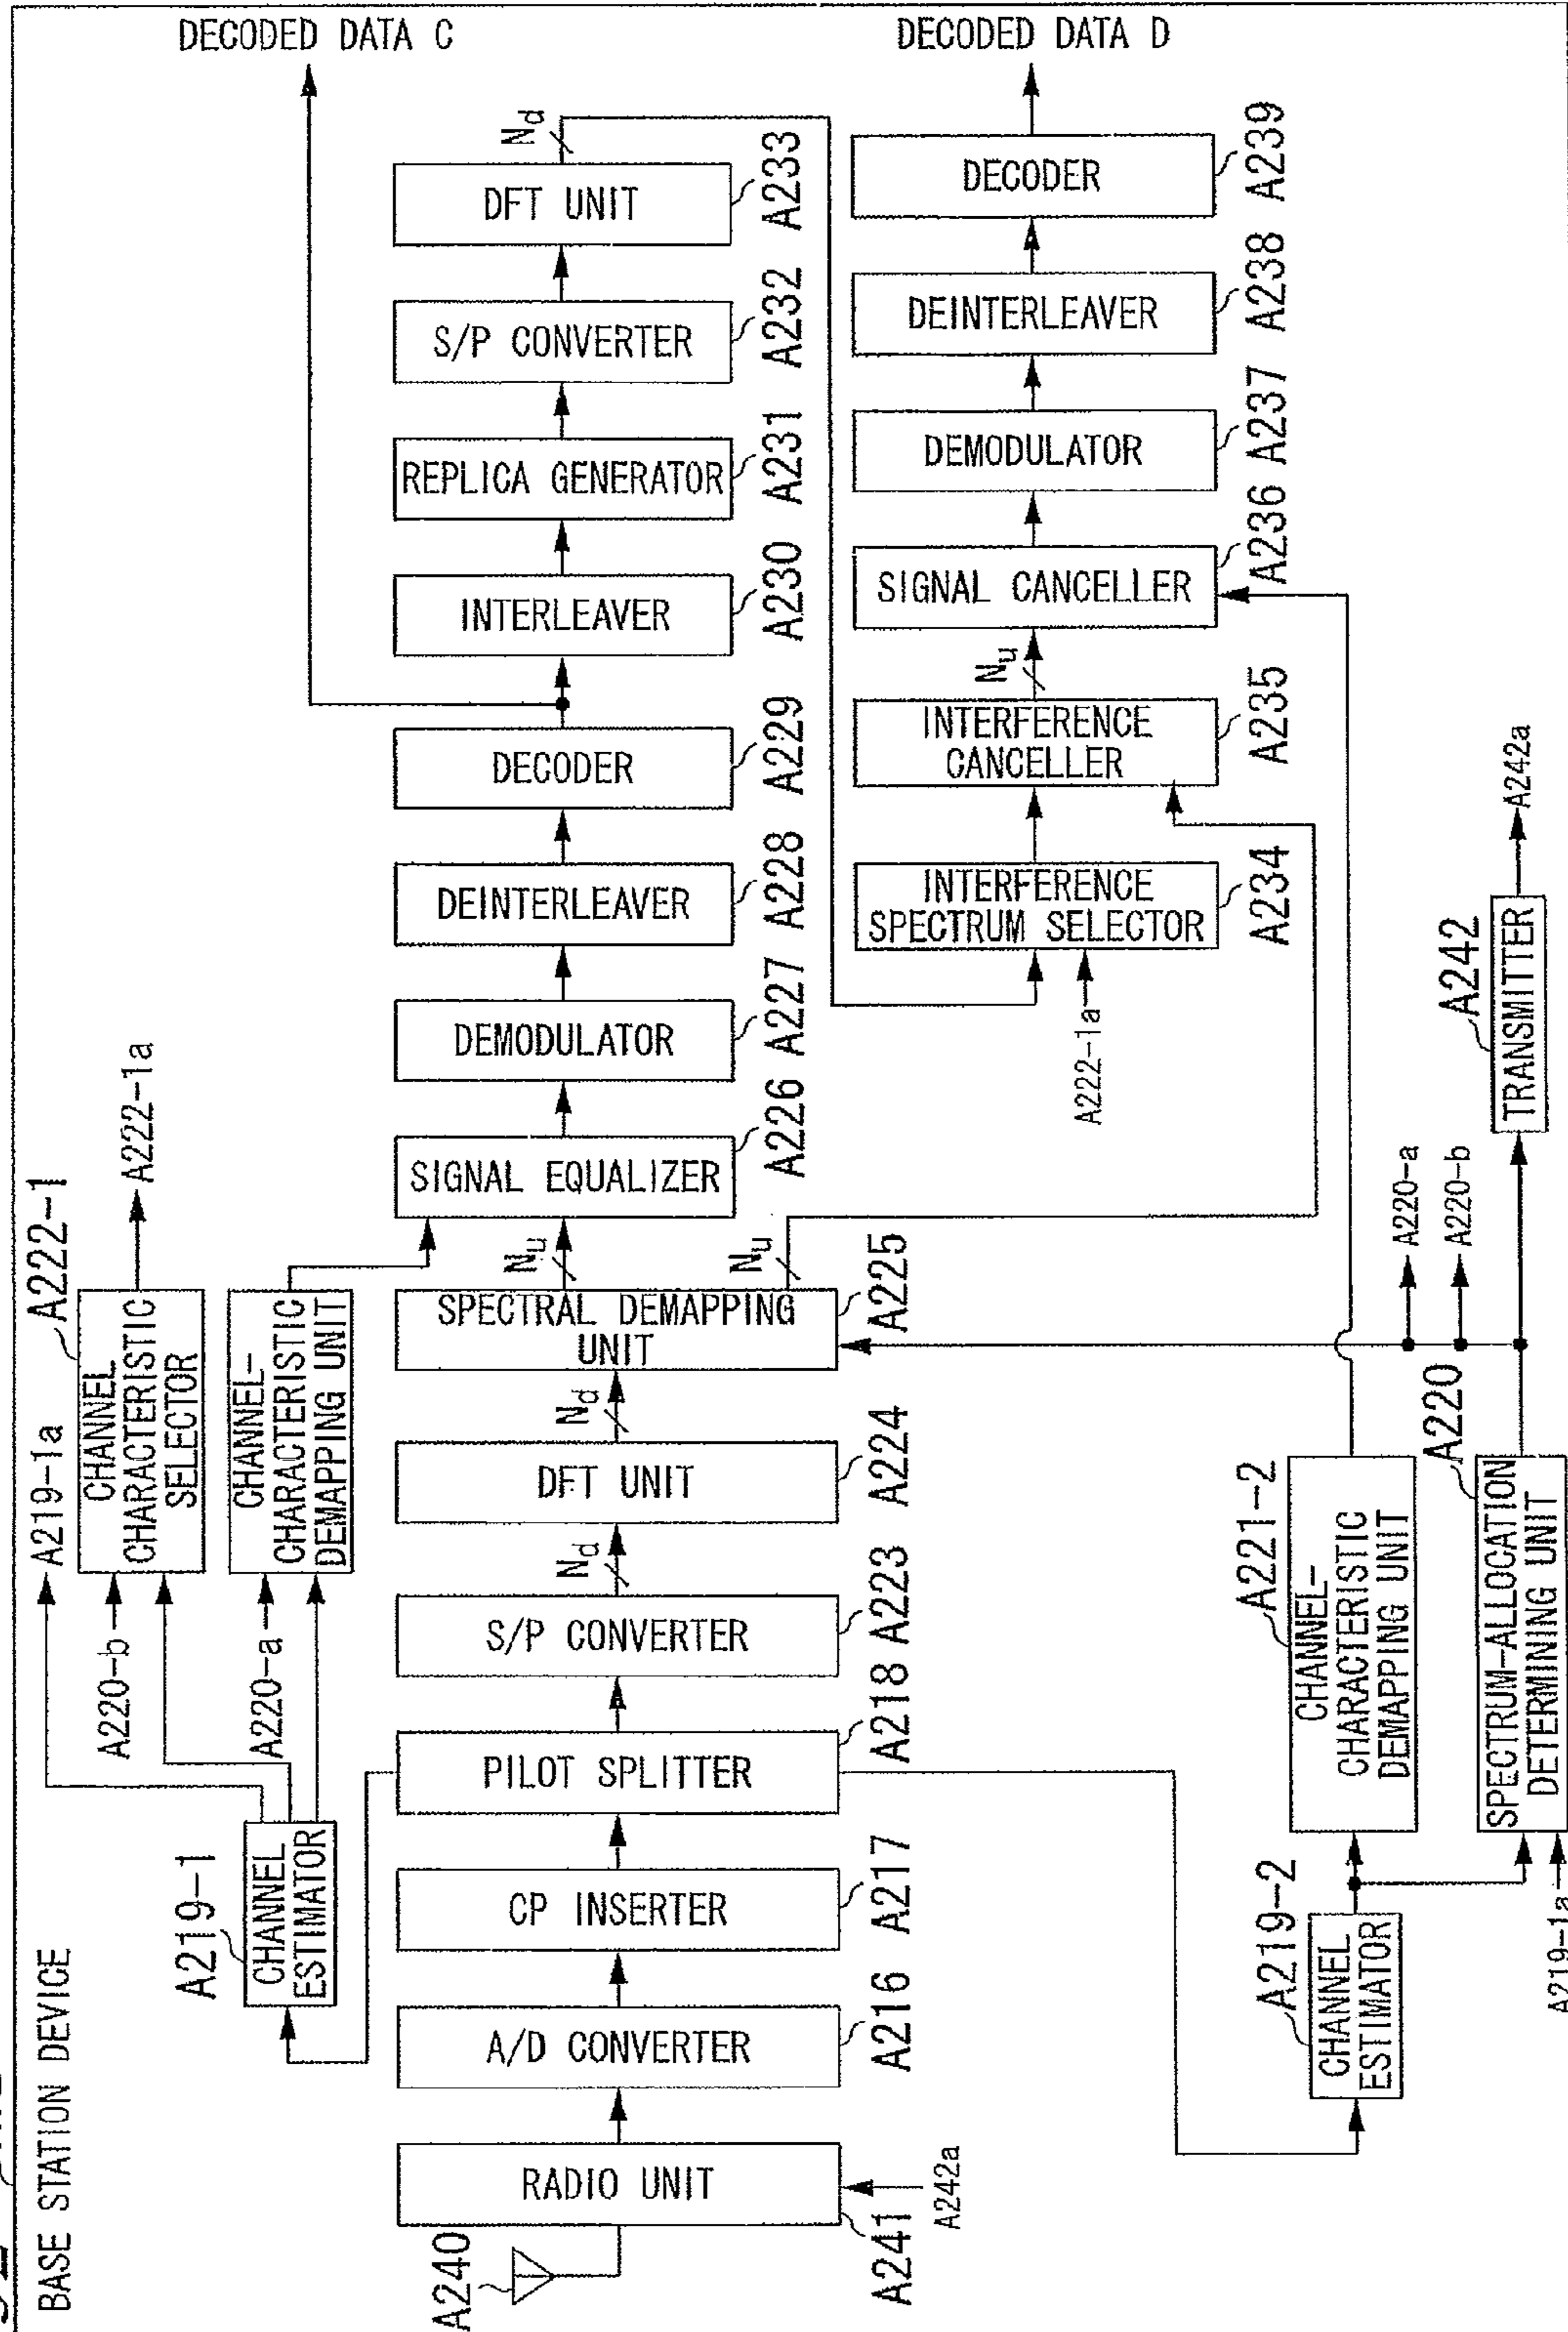 BASE STATION DEVICE
A240
RADIO UNIT
A241
A242a
A/D CONVERTER
A216
CP INSERTER
A217
PILOT SPLITTER
A218
A219-1
CHANNEL
ESTIMATOR
A219-1a
A220-b
A220-a
A222-1
CHANNEL
CHARACTERISTIC
SELECTOR
A222-1a
CHANNEL-
CHARACTERISTIC
DEMAPPING UNIT
S/P CONVERTER
A223
Nd
DFT UNIT
A224
Nd
SPECTRAL DEMAPPING
UNIT
A225
Nu
Nu
SIGNAL EQUALIZER
A226
DEMODULATOR
A227
DEINTERLEAVER
A228
DECODER
A229
DECODED DATA C
INTERLEAVER
A230
REPLICA GENERATOR
A231
S/P CONVERTER
A232
DFT UNIT
A233
Nd
A222-1a
INTERFERENCE
SPECTRUM SELECTOR
A234
INTERFERENCE
CANCELLER
A235
Nu
SIGNAL CANCELLER
A236
DEMODULATOR
A237
DEINTERLEAVER
A238
DECODER
A239
DECODED DATA D
A219-2
CHANNEL
ESTIMATOR
A219-1a
A221-2
CHANNEL-
CHARACTERISTIC
DEMAPPING UNIT
A220
SPECTRUM-ALLOCATION
DETERMINING UNIT
A220-a
A220-b
A242
TRANSMITTER
A242a